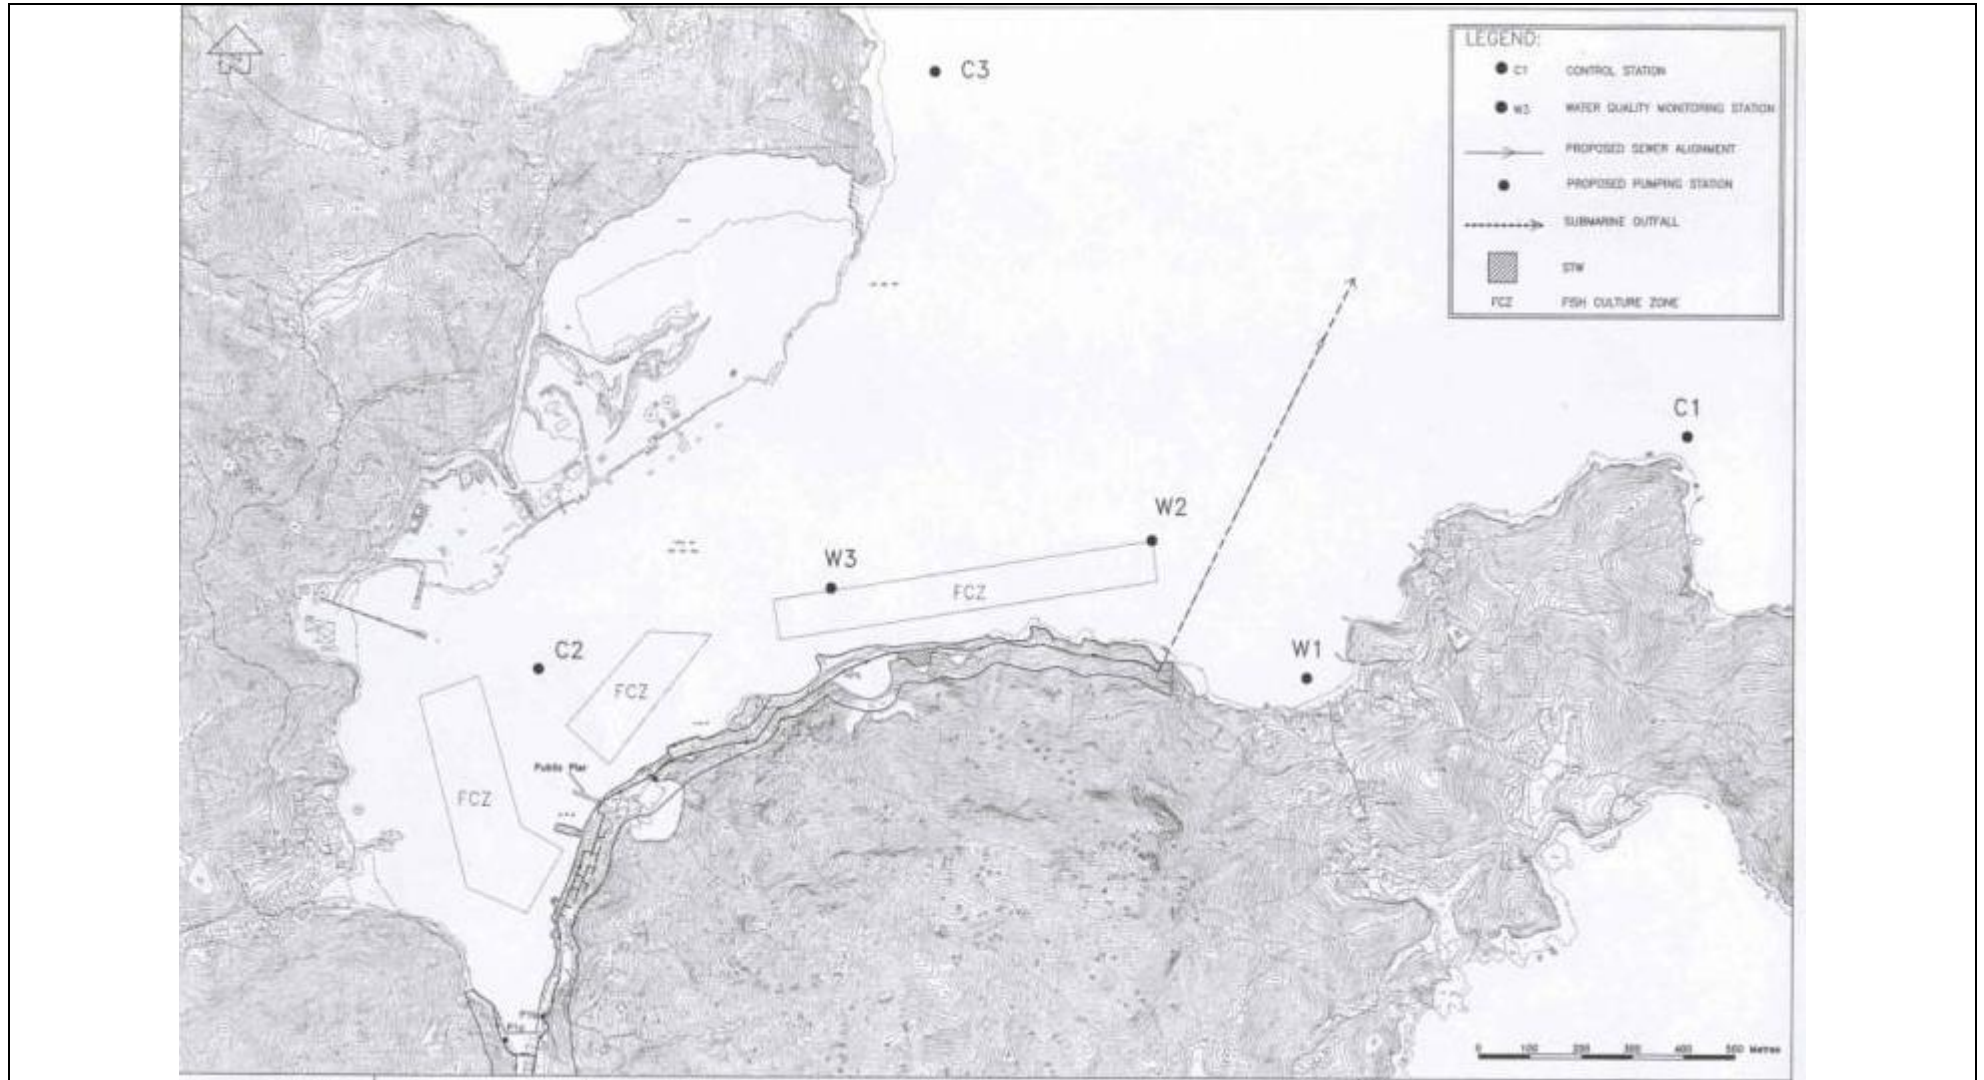 N
C3
LEGEND:
C1 CONTROL STATION
W3 WATER QUALITY MONITORING STATION
PROPOSED SEWER ALIGNMENT
PROPOSED PUMPING STATION
SUBMARINE OUTFALL
STW
FCZ FISH CULTURE ZONE
C1
W2
W3
FCZ
C2
W1
FCZ
Public Pier
FCZ
0 100 200 300 400 500 Metres